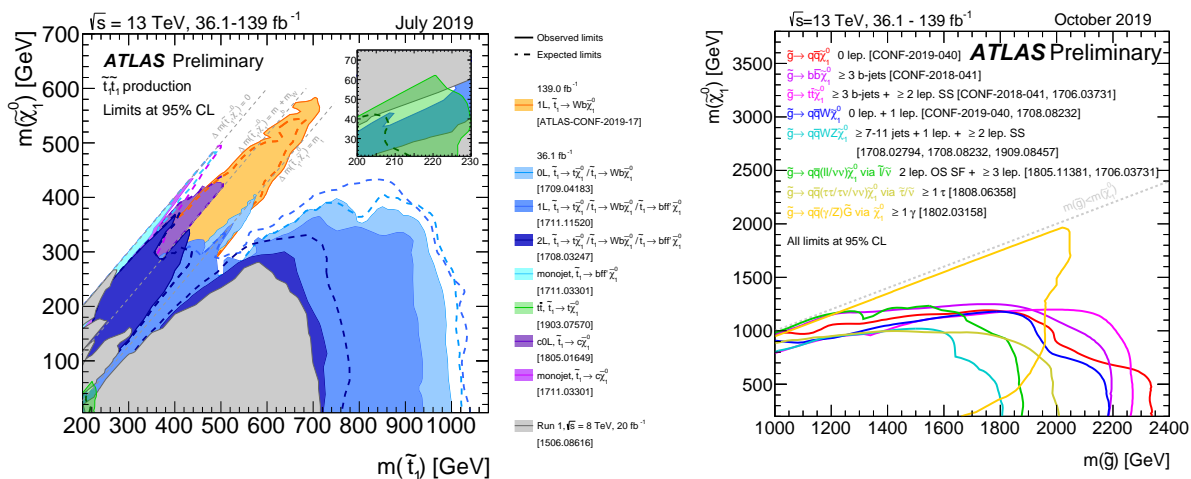 √s = 13 TeV, 36.1-139 fb⁻¹ July 2019
ATLAS Preliminary
t̃₁t̃₁ production
Limits at 95% CL
m(χ̃₁⁰) [GeV]
700
600
500
400
300
200
100
200 300 400 500 600 700 800 900 1000
m(t̃₁) [GeV]
Δ m(t̃₁,χ̃₁⁰) = 0
Δ m(t̃₁,χ̃₁⁰) = m_t
70
60
50
40
30
200 210 220 230
Observed limits
Expected limits
139.0 fb⁻¹
1L, t̃₁→ Wbχ̃₁⁰
[ATLAS-CONF-2019-17]
36.1 fb⁻¹
0L, t̃₁→ tχ̃₁⁰/t̃₁→ Wbχ̃₁⁰
[1709.04183]
1L, t̃₁→ tχ̃₁⁰/t̃₁→ Wbχ̃₁⁰/t̃₁→ bff'χ̃₁⁰
[1711.11520]
2L, t̃₁→ tχ̃₁⁰/t̃₁→ Wbχ̃₁⁰/t̃₁→ bff'χ̃₁⁰
[1708.03247]
monojet, t̃₁→ bff'χ̃₁⁰
[1711.03301]
tt̄, t̃₁→ tχ̃₁⁰
[1903.07570]
c0L, t̃₁→ cχ̃₁⁰
[1805.01649]
monojet, t̃₁→ cχ̃₁⁰
[1711.03301]
Run 1, √s = 8 TeV, 20 fb⁻¹
[1506.08616]
√s=13 TeV, 36.1 - 139 fb⁻¹ October 2019
ATLAS Preliminary
g̃→ qq̄χ̃₁⁰ 0 lep. [CONF-2019-040]
g̃→ bb̄χ̃₁⁰ ≥ 3 b-jets [CONF-2018-041]
g̃→ tt̄χ̃₁⁰ ≥ 3 b-jets + ≥ 2 lep. SS [CONF-2018-041, 1706.03731]
g̃→ qq̄Wχ̃₁⁰ 0 lep. + 1 lep. [CONF-2019-040, 1708.08232]
g̃→ qq̄WZχ̃₁⁰ ≥ 7-11 jets + 1 lep. + ≥ 2 lep. SS
[1708.02794, 1708.08232, 1909.08457]
g̃→ qq̄(ll/νν)χ̃₁⁰ via l̃/ν̃ 2 lep. OS SF + ≥ 3 lep. [1805.11381, 1706.03731]
g̃→ qq̄(ττ/τν/νν)χ̃₁⁰ via τ̃/ν̃ ≥ 1 τ [1808.06358]
g̃→ qq̄(γ/Z)G̃ via χ̃₁⁰ ≥ 1 γ [1802.03158]
All limits at 95% CL
m(g̃)<m(χ̃₁⁰)
m(χ̃₁⁰) [GeV]
3500
3000
2500
2000
1500
1000
500
1000 1200 1400 1600 1800 2000 2200 2400
m(g̃) [GeV]